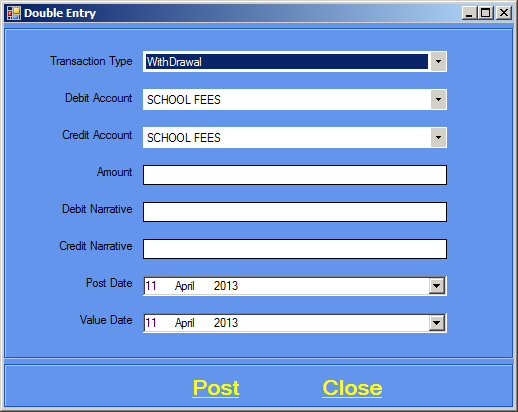 Double Entry
Transaction Type WithDrawal
Debit Account SCHOOL FEES
Credit Account SCHOOL FEES
Amount
Debit Narrative
Credit Narrative
Post Date 11 April 2013
Value Date 11 April 2013
Post Close